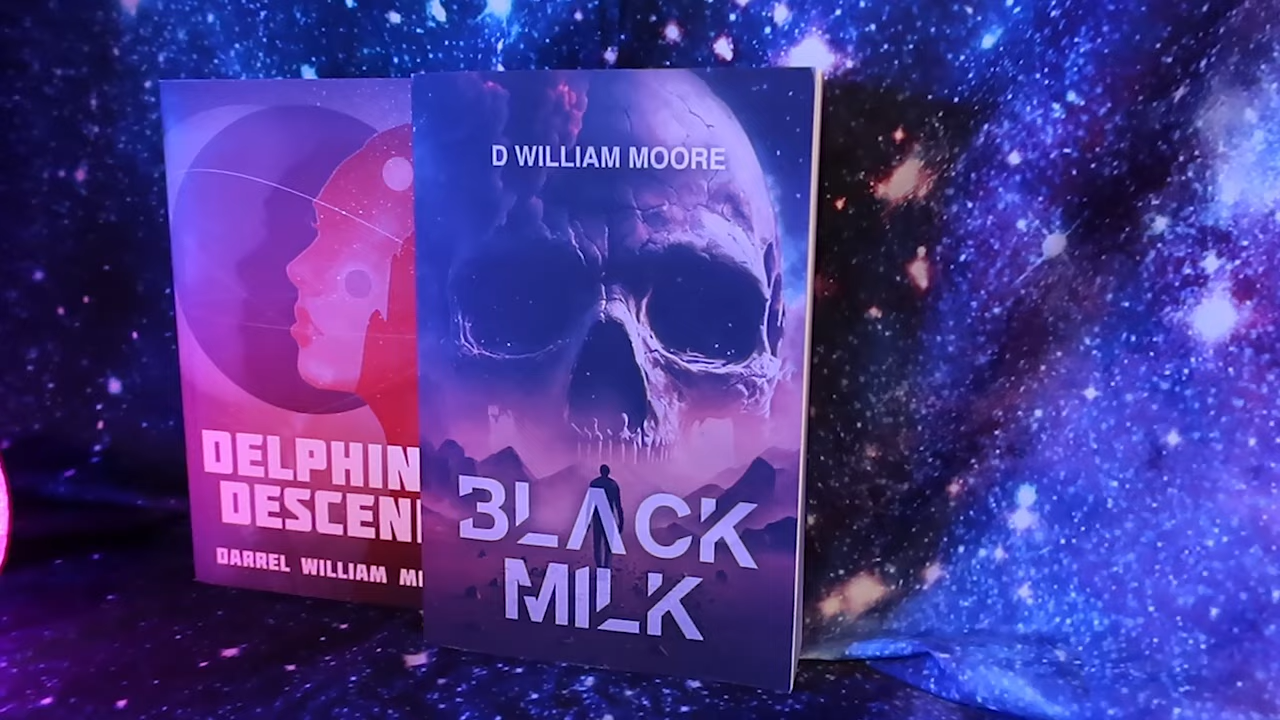 D WILLIAM MOORE
BLACK
MILK
DELPHIN
DESCEN
DARREL WILLIAM M